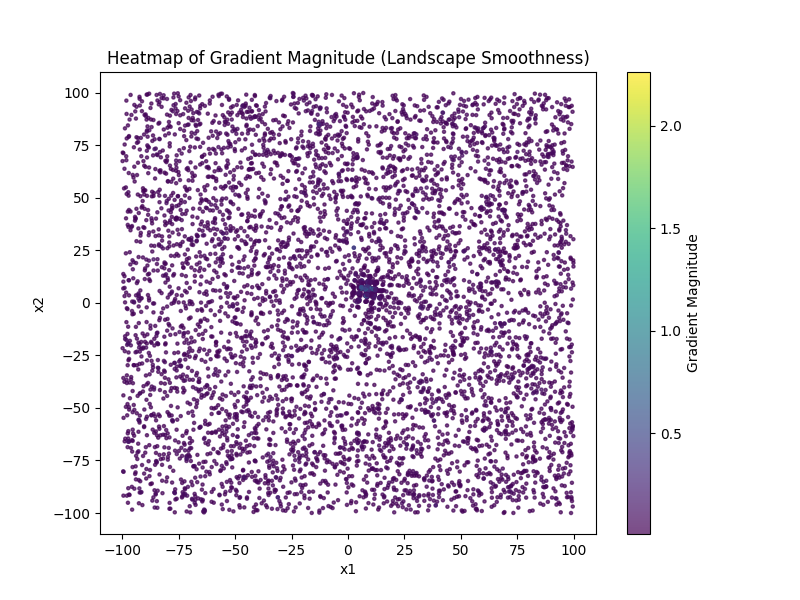 Heatmap of Gradient Magnitude (Landscape Smoothness)
100
75
50
25
0
−25
−50
−75
−100
x2
−100 −75 −50 −25 0 25 50 75 100
x1
2.0
1.5
1.0
0.5
Gradient Magnitude